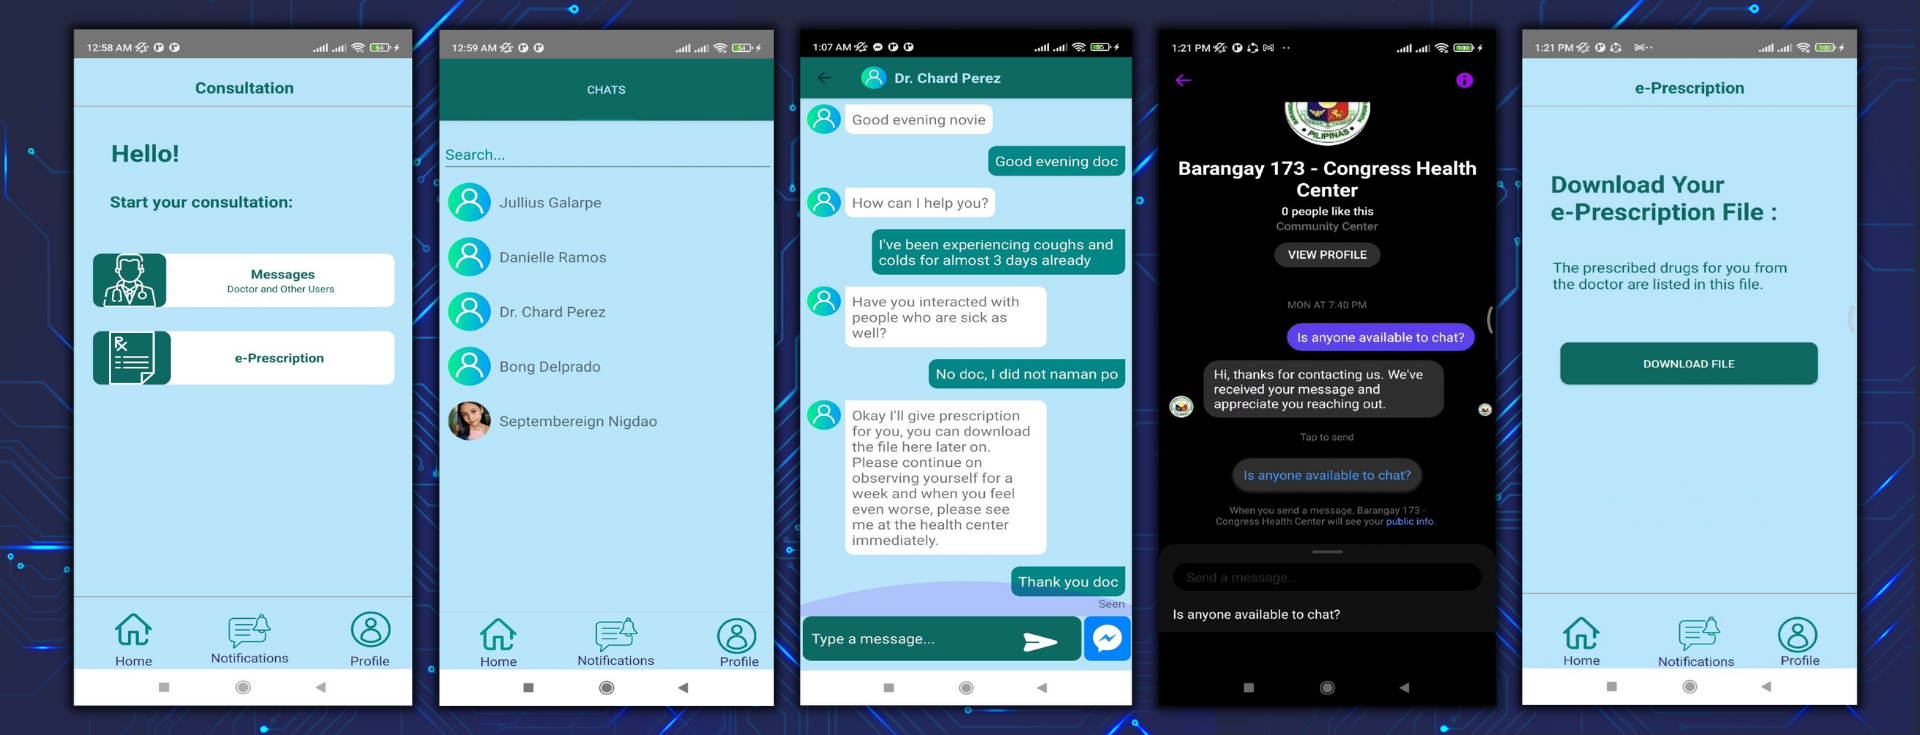 12:58 AM
54
Consultation
Hello!
Start your consultation:
Messages
Doctor and Other Users
e-Prescription
Home
Notifications
Profile
12:59 AM
54
CHATS
Search...
Jullius Galarpe
Danielle Ramos
Dr. Chard Perez
Bong Delprado
Septembereign Nigdao
Home
Notifications
Profile
1:07 AM
55
Dr. Chard Perez
Good evening novie
Good evening doc
How can I help you?
I've been experiencing coughs and
colds for almost 3 days already
Have you interacted with
people who are sick as
well?
No doc, I did not naman po
Okay I'll give prescription
for you, you can download
the file here later on.
Please continue on
observing yourself for a
week and when you feel
even worse, please see
me at the health center
immediately.
Thank you doc
Seen
Type a message...
1:21 PM
100
PILIPINAS
Barangay 173 - Congress Health
Center
0 people like this
Community Center
VIEW PROFILE
MON AT 7:40 PM
Is anyone available to chat?
Hi, thanks for contacting us. We've
received your message and
appreciate you reaching out.
Tap to send
Is anyone available to chat?
When you send a message, Barangay 173 -
Congress Health Center will see your public info.
Send a message...
Is anyone available to chat?
1:21 PM
100
e-Prescription
Download Your
e-Prescription File :
The prescribed drugs for you from
the doctor are listed in this file.
DOWNLOAD FILE
Home
Notifications
Profile